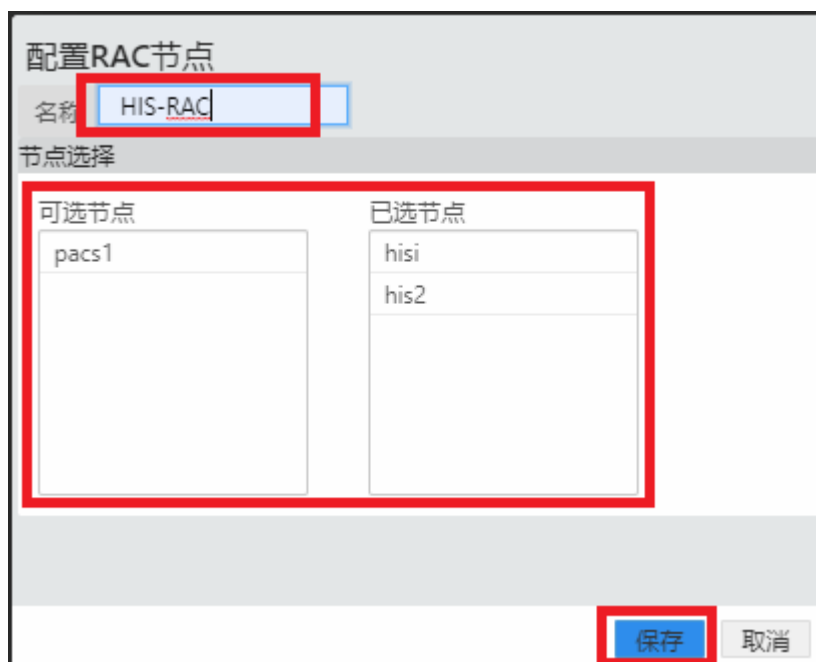 配置RAC节点
名称 HIS-RAC
节点选择
可选节点 已选节点
pacs1 hisi
his2
保存 取消